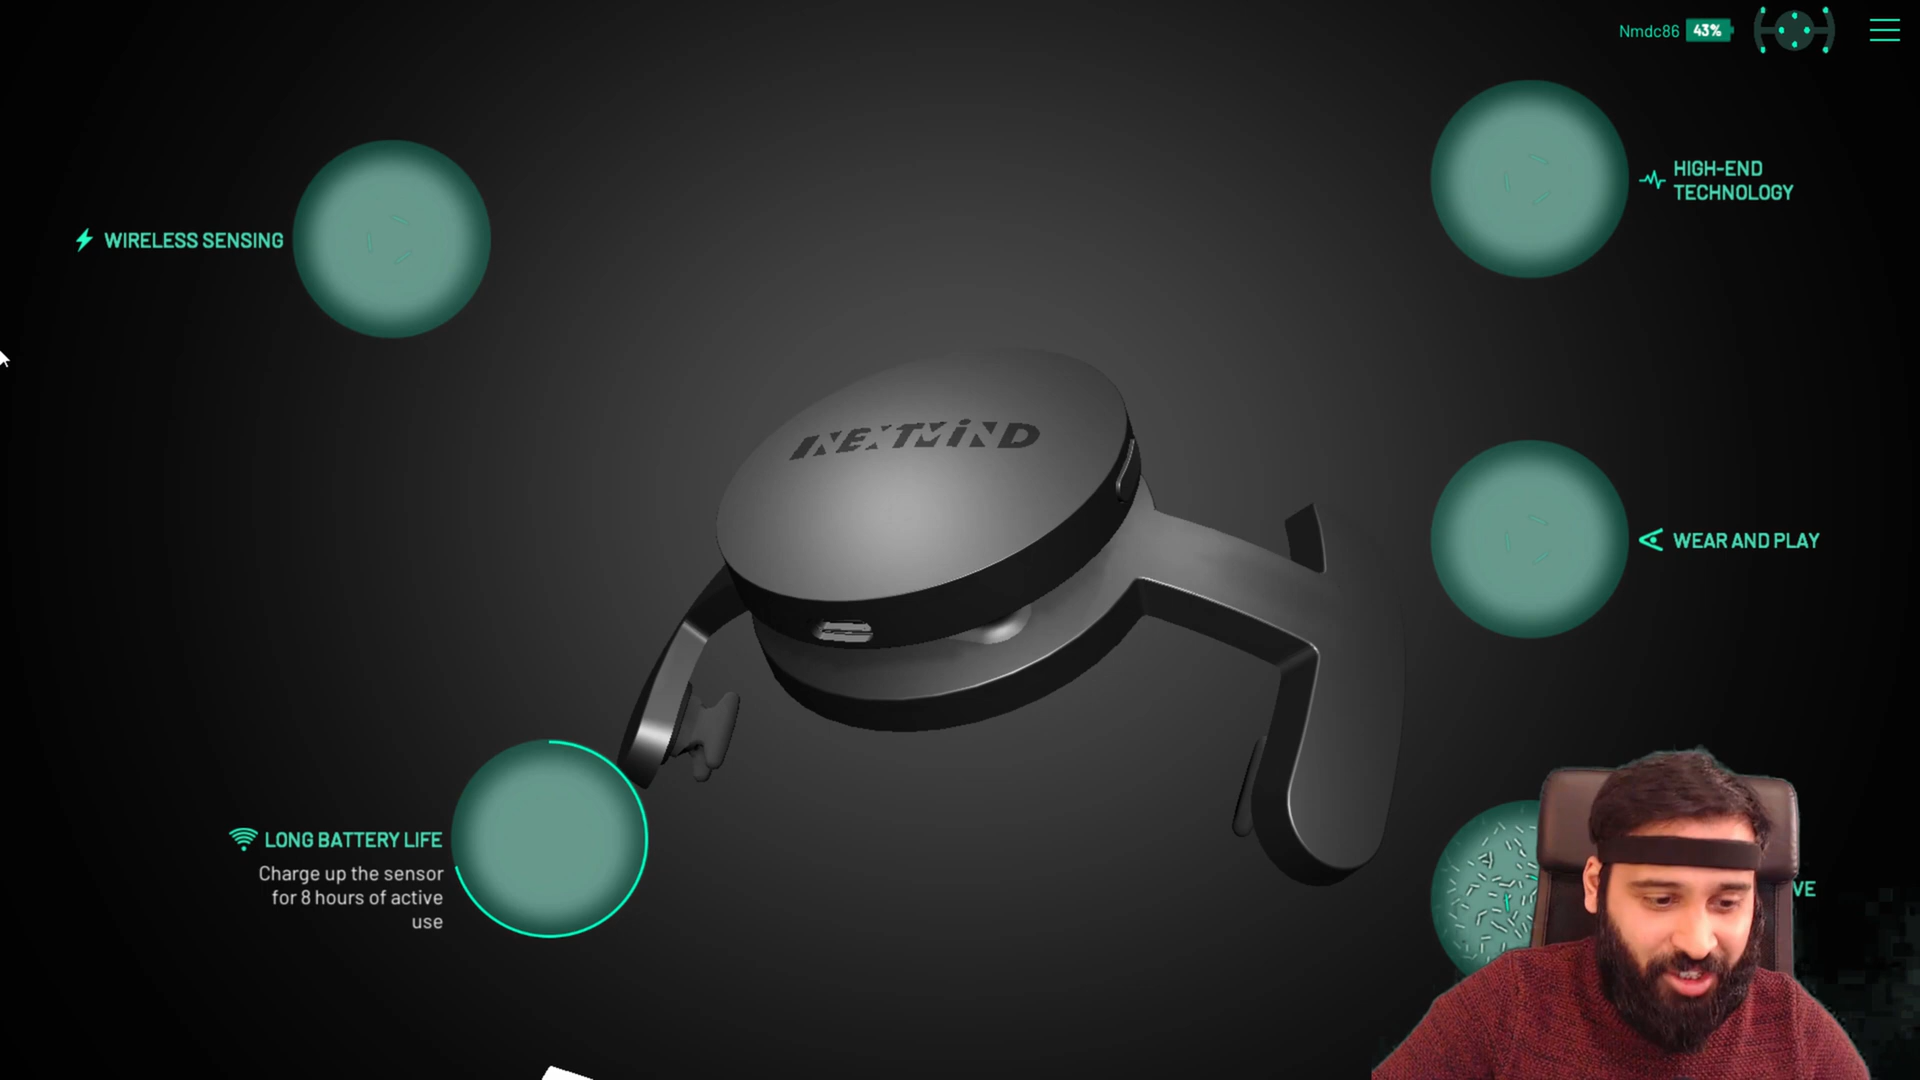 Nmdc86 43%
HIGH-END
TECHNOLOGY
WIRELESS SENSING
NEXTMIND
WEAR AND PLAY
LONG BATTERY LIFE
Charge up the sensor
for 8 hours of active
use
VE